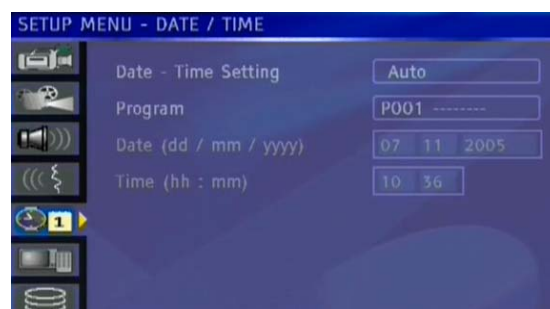 SETUP MENU - DATE / TIME
Date - Time Setting Auto
Program P001 --------
Date (dd / mm / yyyy) 07 11 2005
Time (hh : mm) 10 36
1